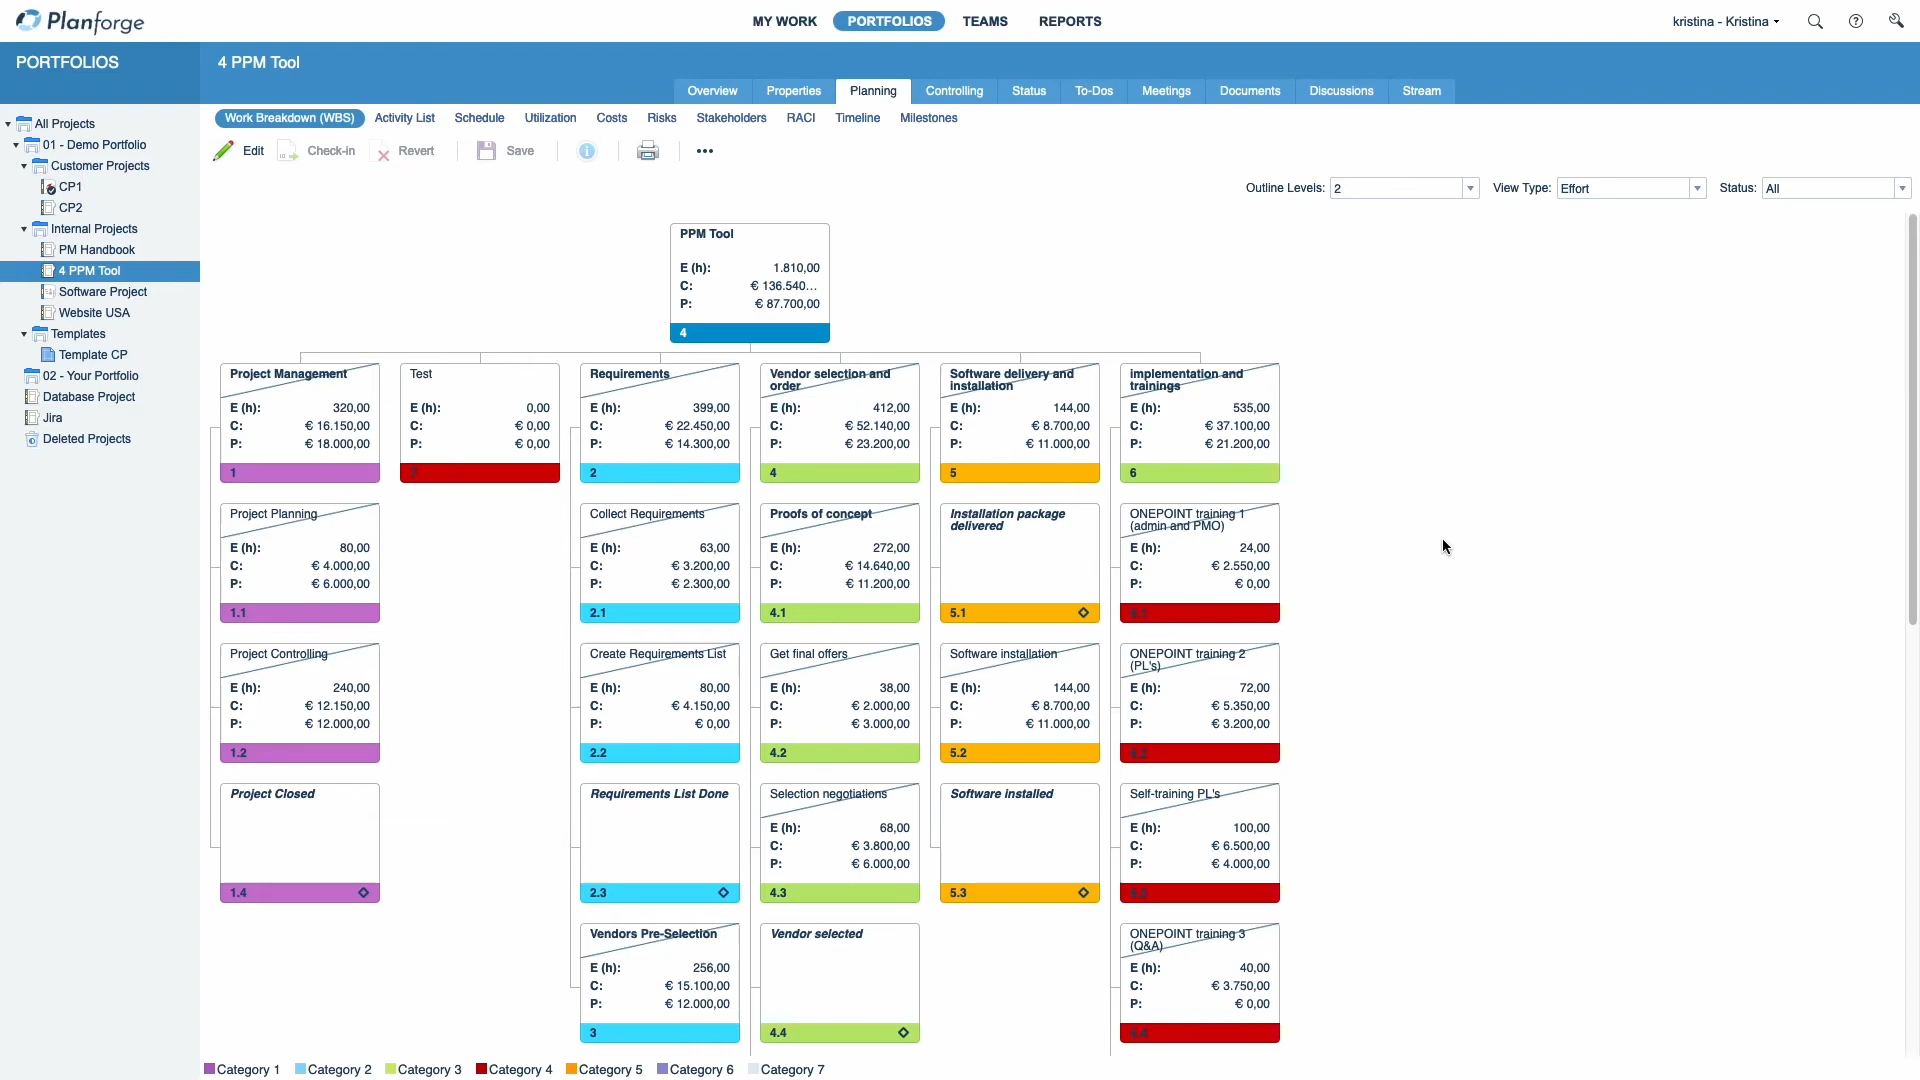 Planforge
MY WORK PORTFOLIOS TEAMS REPORTS
kristina - Kristina
PORTFOLIOS
4 PPM Tool
Overview Properties Planning Controlling Status To-Dos Meetings Documents Discussions Stream
Work Breakdown (WBS) Activity List Schedule Utilization Costs Risks Stakeholders RACI Timeline Milestones
Edit Check-in Revert Save
Outline Levels: 2 View Type: Effort Status: All
All Projects
01 - Demo Portfolio
Customer Projects
CP1
CP2
Internal Projects
PM Handbook
4 PPM Tool
Software Project
Website USA
Templates
Template CP
02 - Your Portfolio
Database Project
Jira
Deleted Projects
PPM Tool
E (h): 1.810,00
C: € 136.540...
P: € 87.700,00
4
Project Management
E (h): 320,00
C: € 16.150,00
P: € 18.000,00
1
Project Planning
E (h): 80,00
C: € 4.000,00
P: € 6.000,00
1.1
Project Controlling
E (h): 240,00
C: € 12.150,00
P: € 12.000,00
1.2
Project Closed
1.4
Test
E (h): 0,00
C: € 0,00
P: € 0,00
Requirements
E (h): 399,00
C: € 22.450,00
P: € 14.300,00
2
Collect Requirements
E (h): 63,00
C: € 3.200,00
P: € 2.300,00
2.1
Create Requirements List
E (h): 80,00
C: € 4.150,00
P: € 0,00
2.2
Requirements List Done
2.3
Vendors Pre-Selection
E (h): 256,00
C: € 15.100,00
P: € 12.000,00
3
Vendor selection and
order
E (h): 412,00
C: € 52.140,00
P: € 23.200,00
4
Proofs of concept
E (h): 272,00
C: € 14.640,00
P: € 11.200,00
4.1
Get final offers
E (h): 38,00
C: € 2.000,00
P: € 3.000,00
4.2
Selection negotiations
E (h): 68,00
C: € 3.800,00
P: € 6.000,00
4.3
Vendor selected
4.4
Software delivery and
installation
E (h): 144,00
C: € 8.700,00
P: € 11.000,00
5
Installation package
delivered
5.1
Software installation
E (h): 144,00
C: € 8.700,00
P: € 11.000,00
5.2
Software installed
5.3
implementation and
trainings
E (h): 535,00
C: € 37.100,00
P: € 21.200,00
6
ONEPOINT training 1
(admin and PMO)
E (h): 24,00
C: € 2.550,00
P: € 0,00
ONEPOINT training 2
(PL's)
E (h): 72,00
C: € 5.350,00
P: € 3.200,00
Self-training PL's
E (h): 100,00
C: € 6.500,00
P: € 4.000,00
ONEPOINT training 3
(Q&A)
E (h): 40,00
C: € 3.750,00
P: € 0,00
Category 1 Category 2 Category 3 Category 4 Category 5 Category 6 Category 7